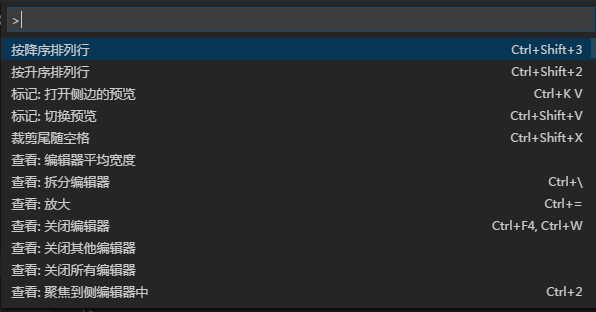 >
按降序排列行 Ctrl+Shift+3
按升序排列行 Ctrl+Shift+2
标记: 打开侧边的预览 Ctrl+K V
标记: 切换预览 Ctrl+Shift+V
裁剪尾随空格 Ctrl+Shift+X
查看: 编辑器平均宽度
查看: 拆分编辑器 Ctrl+\
查看: 放大 Ctrl+=
查看: 关闭编辑器 Ctrl+F4, Ctrl+W
查看: 关闭其他编辑器
查看: 关闭所有编辑器
查看: 聚焦到侧编辑器中 Ctrl+2